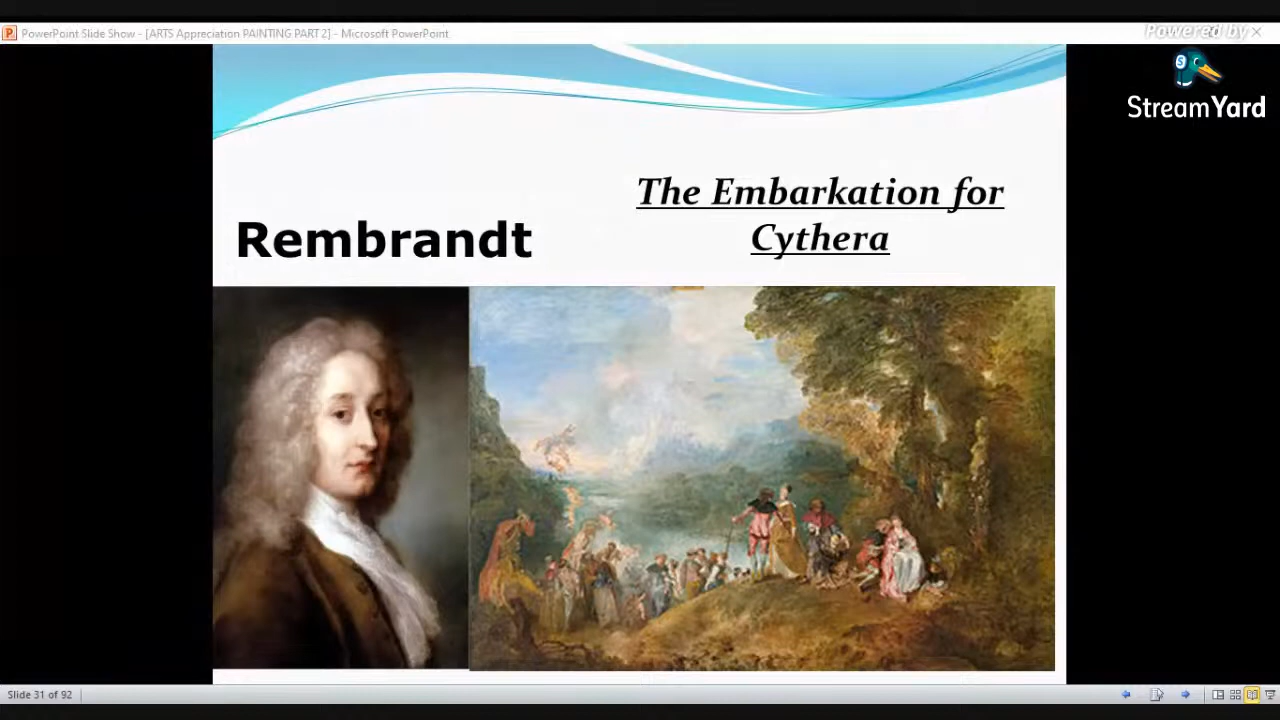 PowerPoint Slide Show - [ARTS Appreciation PAINTING PART 2] - Microsoft PowerPoint
Powered by
StreamYard
The Embarkation for
Cythera
Rembrandt
Slide 31 of 92